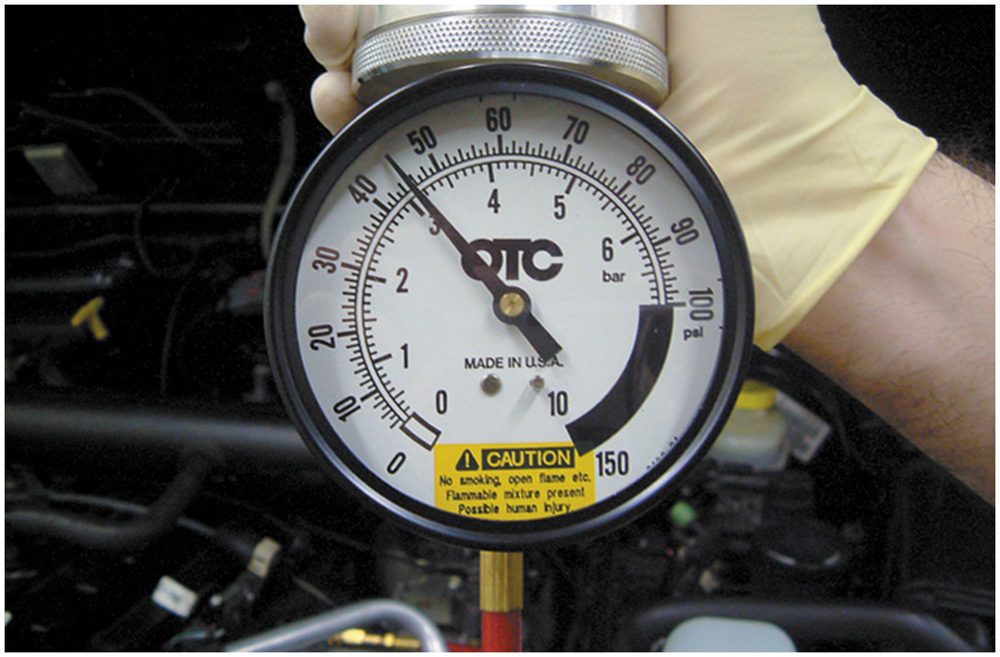 60
50
70
40
80
4
5
3
90
30
6
bar
2
OTC
100
psi
20
1
MADE IN U.S.A.
10
0
10
0
150
CAUTION
No smoking, open flame etc.
Flammable mixture present
Possible human injury